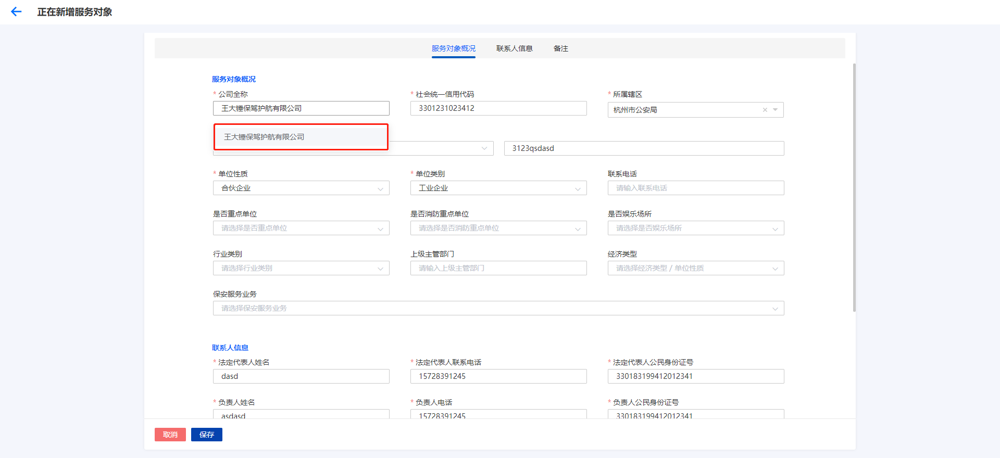 正在新增服务对象
服务对象概况 联系人信息 备注
服务对象概况
* 公司全称 * 社会统一信用代码 * 所属辖区
王大锤保驾护航有限公司 3301231023412 杭州市公安局
王大锤保驾护航有限公司
3123qsdasd
* 单位性质 * 单位类别 联系电话
合伙企业 工业企业 请输入联系电话
是否重点单位 是否消防重点单位 是否娱乐场所
请选择是否重点单位 请选择是否消防重点单位 请选择是否娱乐场所
行业类别 上级主管部门 经济类型
请选择行业类别 请输入上级主管部门 请选择经济类型 / 单位性质
保安服务业务
请选择保安服务业务
联系人信息
* 法定代表人姓名 * 法定代表人联系电话 * 法定代表人公民身份证号
dasd 15728391245 330183199412012341
* 负责人姓名 * 负责人电话 * 负责人公民身份证号
asdasd 15728391245 330183199412012341
取消 保存